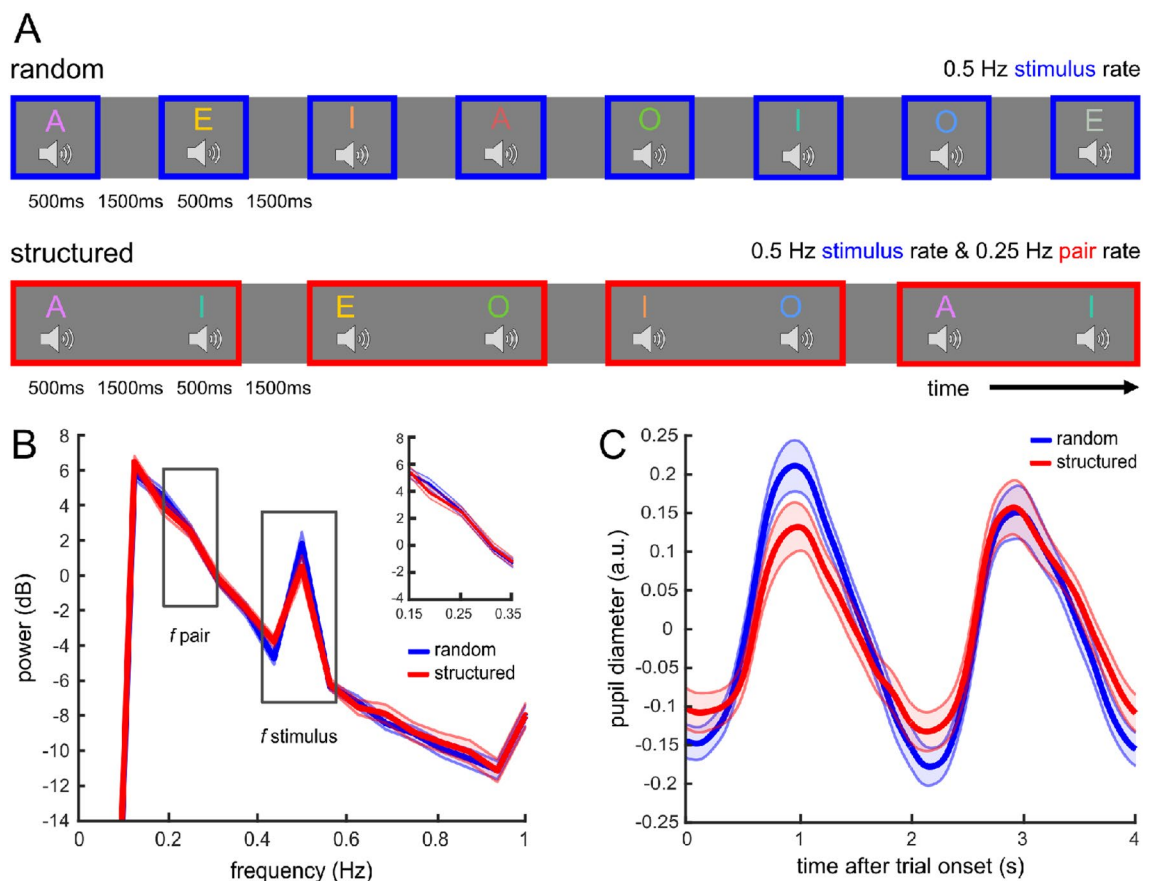 A
random
0.5 Hz stimulus rate
A E I A O I O E
500ms 1500ms 500ms 1500ms
structured
0.5 Hz stimulus rate & 0.25 Hz pair rate
A I E O I O A I
500ms 1500ms 500ms 1500ms
time
B
8
6
4
2
0
-2
-4
-6
-8
-10
-12
-14
power (dB)
0 0.2 0.4 0.6 0.8 1
frequency (Hz)
f pair
f stimulus
8
6
4
2
0
-2
-4
0.15 0.25 0.35
random
structured
C
0.25
0.2
0.15
0.1
0.05
0
-0.05
-0.1
-0.15
-0.2
-0.25
pupil diameter (a.u.)
random
structured
0 1 2 3 4
time after trial onset (s)